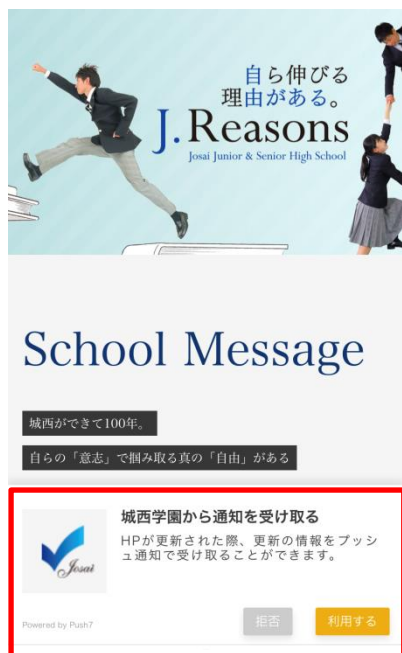 自ら伸びる
理由がある。
J. Reasons
Josai Junior & Senior High School
School Message
城西ができて100年。
自らの「意志」で掴み取る真の「自由」がある
城西学園から通知を受け取る
HPが更新された際、更新の情報をプッシ
ュ通知で受け取ることができます。
Josai
Powered by Push7
拒否
利用する